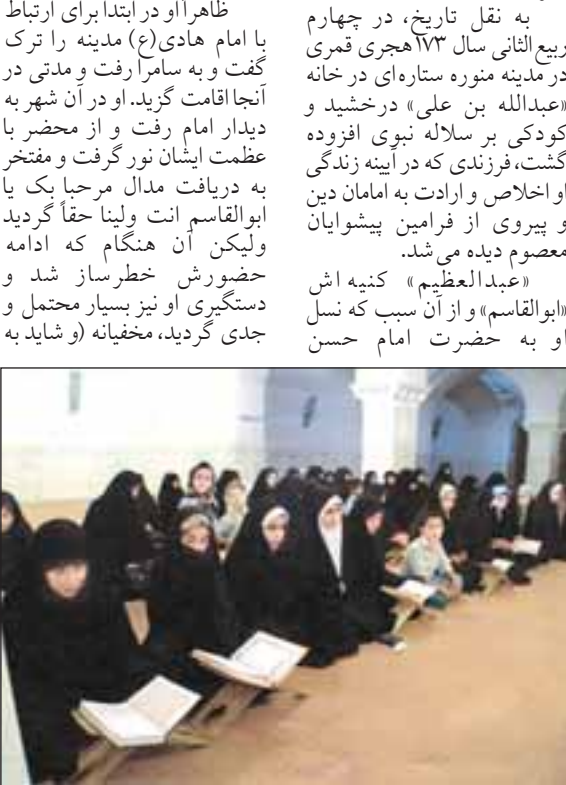 به نقل تاریخ، در چهارم
ربیع‌الثانی سال ۱۷۳هجری قمری
در مدینه منوره ستاره‌ای در خانه
«عبدالله بن علی» درخشید و
کودکی بر سلاله نبوی افزوده
گشت، فرزندی که در آیینه زندگی
او اخلاص و ارادت به امامان دین
و پیروی از فرامین پیشوایان
معصوم دیده می‌شد.
«عبدالعظیم» کنیه اش
«ابوالقاسم» و از آن سبب که نسل
او به حضرت امام حسن
ظاهراً او در ابتدا برای ارتباط
با امام هادی(ع) مدینه را ترک
گفت و به سامرا رفت و مدتی در
آنجا اقامت گزید. او در آن شهر به
دیدار امام رفت و از محضر با
عظمت ایشان نور گرفت و مفتخر
به دریافت مدال مرحبا بک یا
ابوالقاسم انت ولینا حقاً گردید
ولیکن آن هنگام که ادامه
حضورش خطرساز شد و
دستگیری او نیز بسیار محتمل و
جدی گردید، مخفیانه (و شاید به